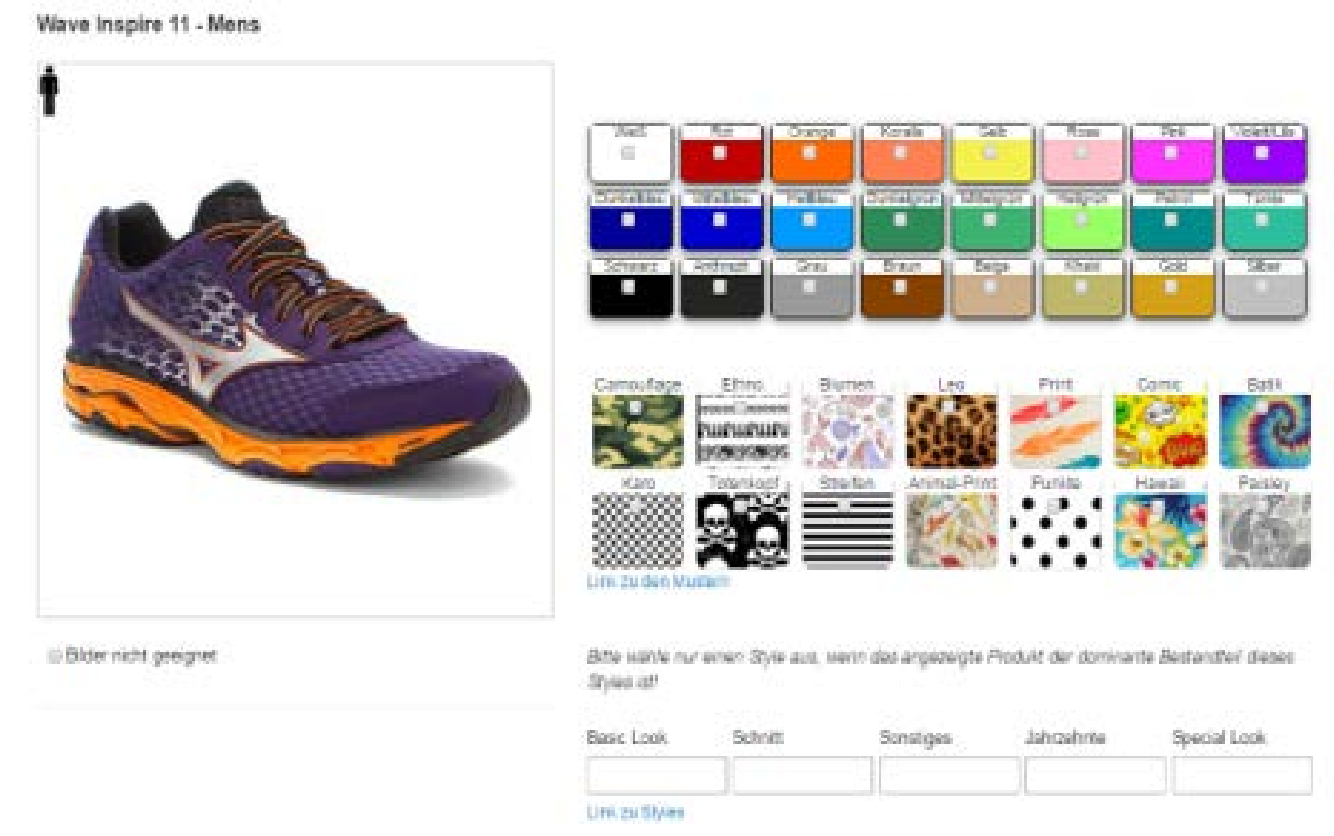 Wave Inspire 11 - Mens
Weiß Rot Orange Koralle Gelb Rosa Pink Violett/Lila
Dunkelblau Mittelblau Hellblau Dunkelgrün Mittelgrün Hellgrün Petrol Türkis
Schwarz Anthrazit Grau Braun Beige Khaki Gold Silber
Camouflage Ethno Blumen Leo Print Comic Batik
Karo Totenkopf Streifen Animal-Print Punkte Hawaii Paisley
Link zu den Mustern
Bilder nicht geeignet
Bitte wähle nur einen Style aus, wenn das angezeigte Produkt der dominante Bestandteil dieses
Styles ist!
Basic Look Schnitt Sonstiges Jahrzehnte Special Look
Link zu Styles